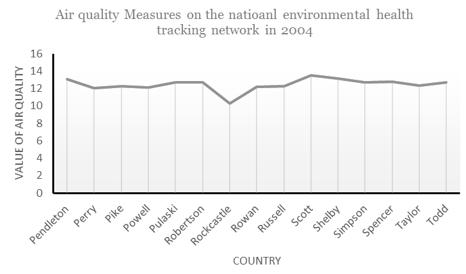 Air quality Measures on the natioanl environmental health
tracking network in 2004
VALUE OF AIR QUALITY
16
14
12
10
8
6
4
2
0
Pendleton
Perry
Pike
Powell
Pulaski
Robertson
Rockcastle
Rowan
Russell
Scott
Shelby
Simpson
Spencer
Taylor
Todd
COUNTRY